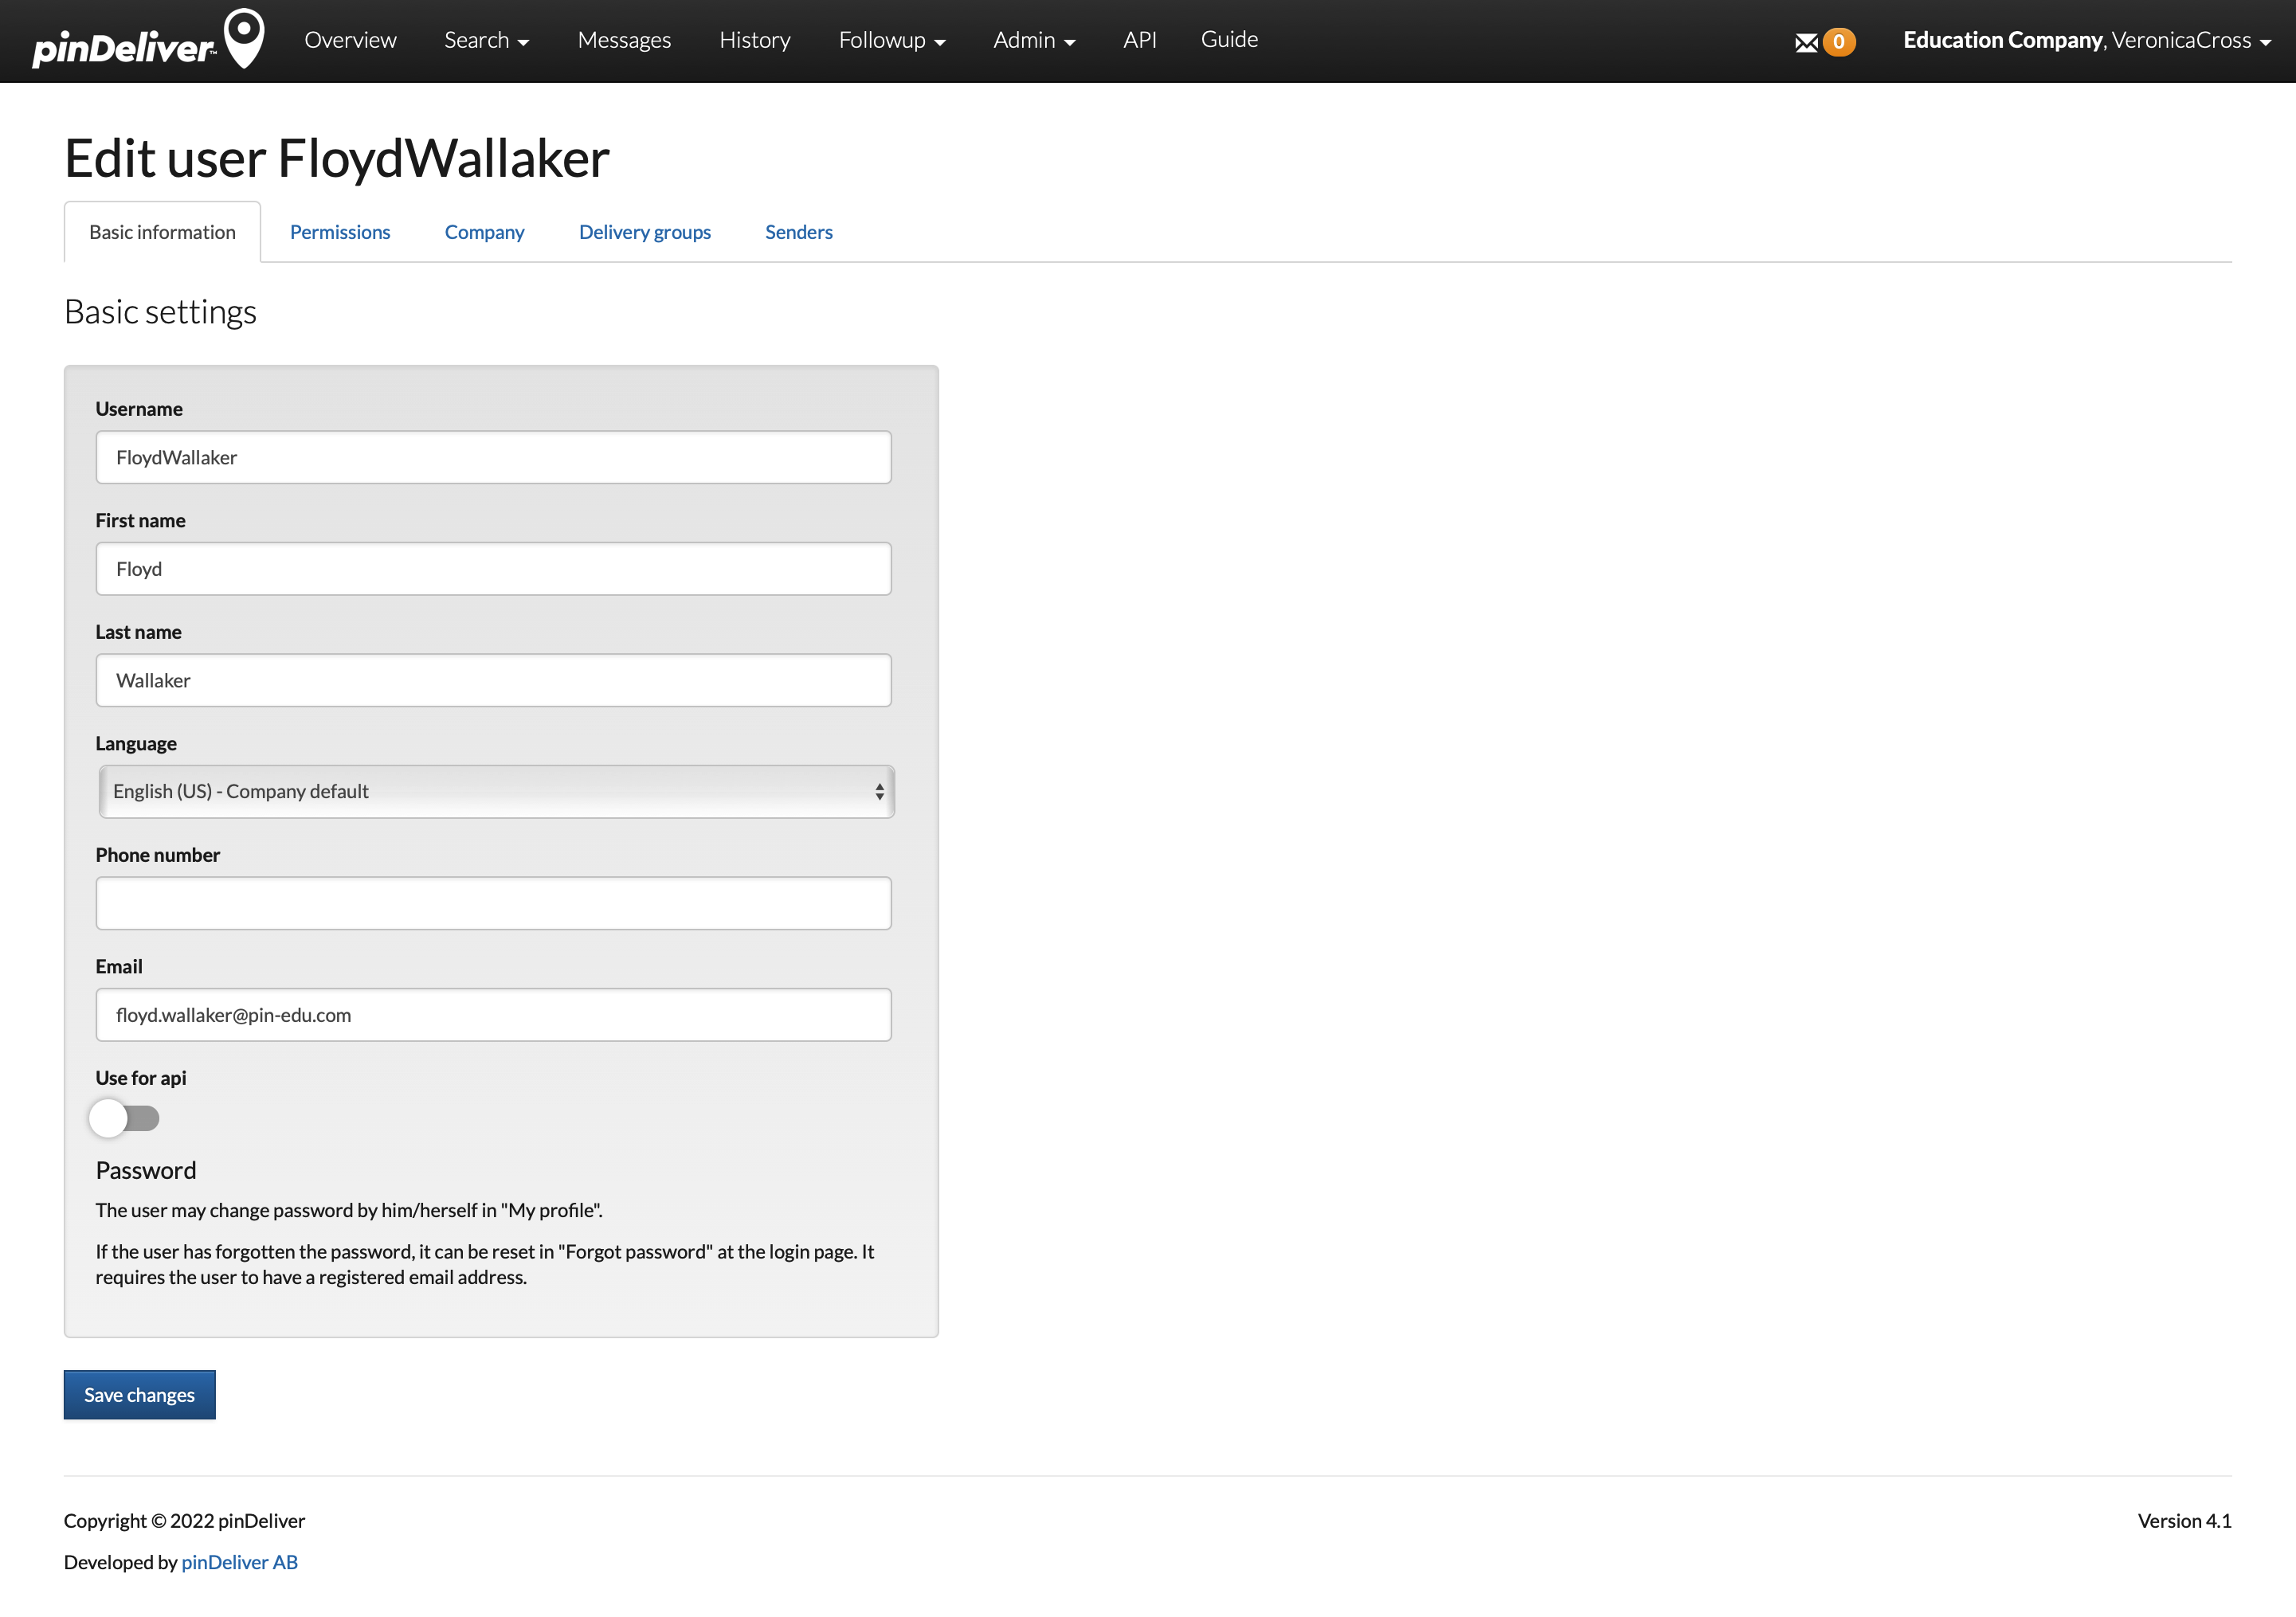 pinDeliver™ Overview Search Messages History Followup Admin API Guide 0 Education Company, VeronicaCross
Edit user FloydWallaker
Basic information Permissions Company Delivery groups Senders
Basic settings
Username
FloydWallaker
First name
Floyd
Last name
Wallaker
Language
English (US) - Company default
Phone number
Email
floyd.wallaker@pin-edu.com
Use for api
Password
The user may change password by him/herself in "My profile".
If the user has forgotten the password, it can be reset in "Forgot password" at the login page. It
requires the user to have a registered email address.
Save changes
Copyright © 2022 pinDeliver Version 4.1
Developed by pinDeliver AB